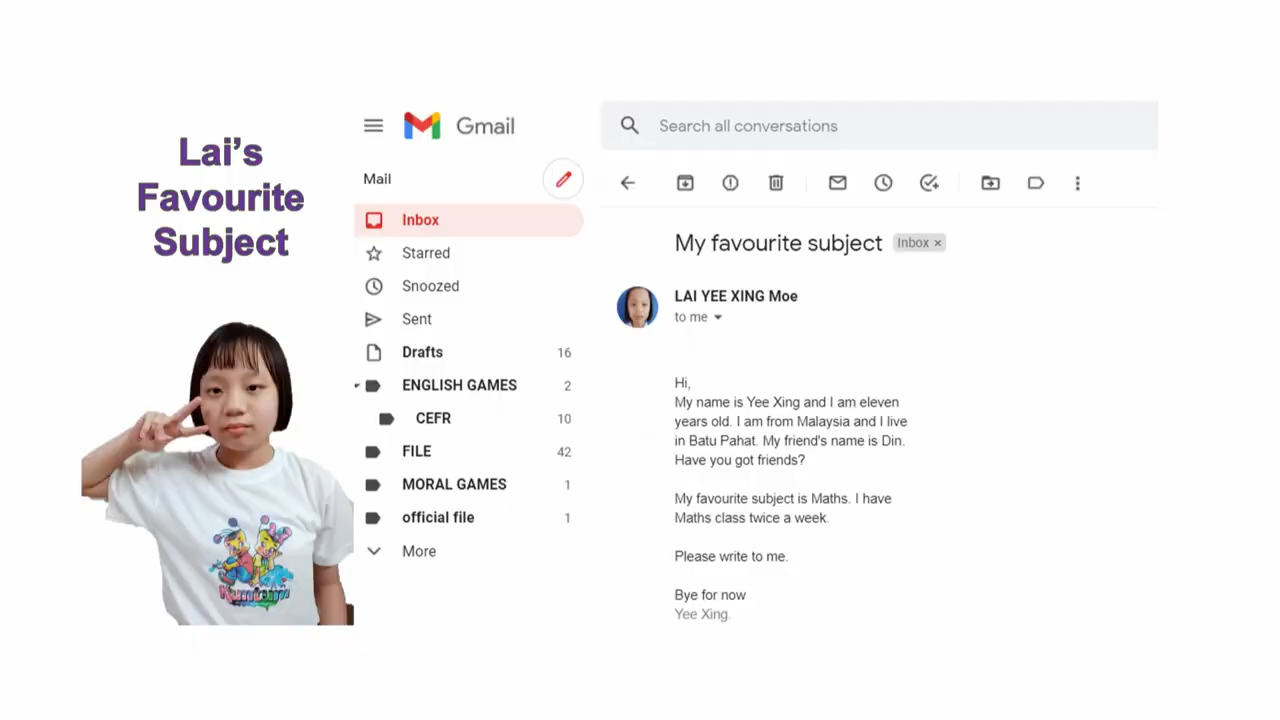 Lai's
Favourite
Subject
Gmail
Search all conversations
Mail
Inbox
Starred
Snoozed
Sent
Drafts 16
ENGLISH GAMES 2
CEFR 10
FILE 42
MORAL GAMES 1
official file 1
More
My favourite subject Inbox ×
LAI YEE XING Moe
to me
Hi,
My name is Yee Xing and I am eleven
years old. I am from Malaysia and I live
in Batu Pahat. My friend's name is Din.
Have you got friends?
My favourite subject is Maths. I have
Maths class twice a week.
Please write to me.
Bye for now
Yee Xing.